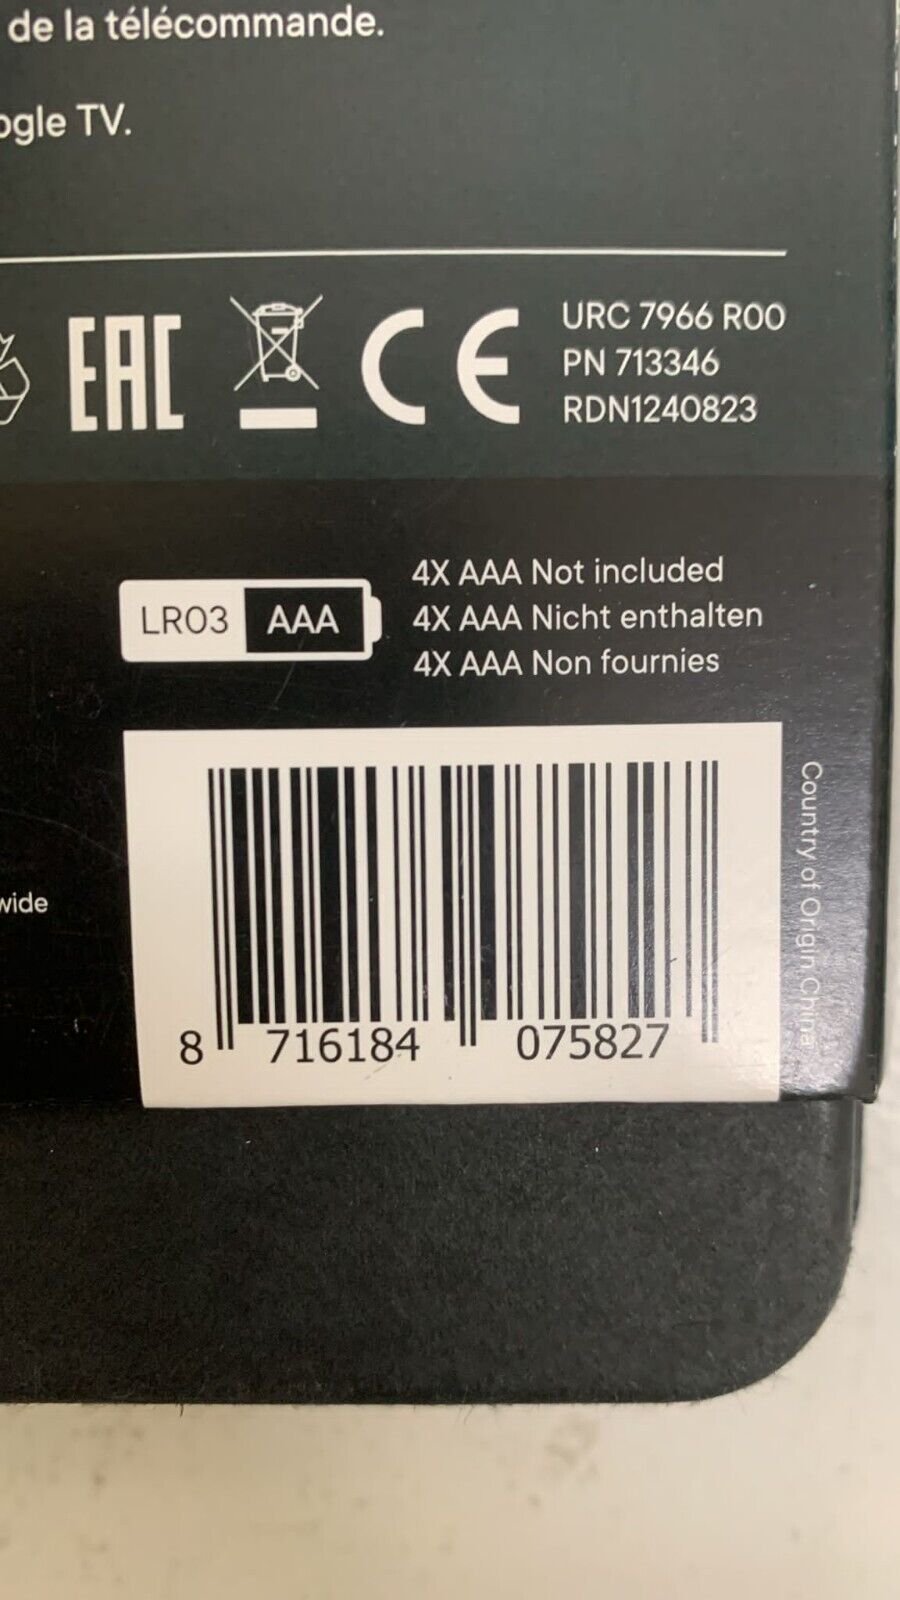 de la télécommande.
ogle TV.
EAC
CE
URC 7966 R00
PN 713346
RDN1240823
LR03 AAA
4X AAA Not included
4X AAA Nicht enthalten
4X AAA Non fournies
wide
Country of Origin China
8 716184 075827